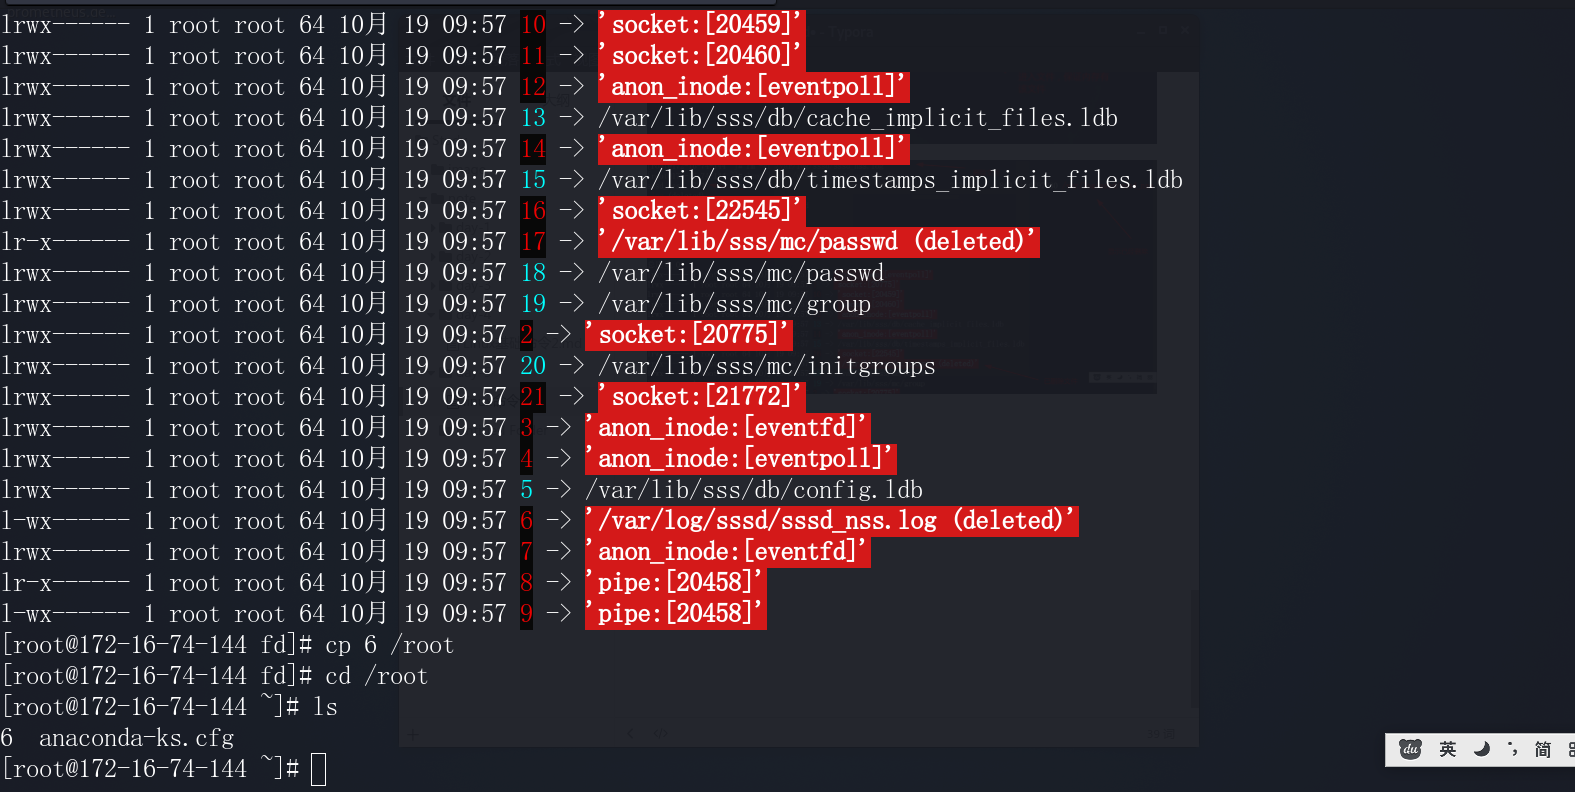 lrwx------ 1 root root 64 10月 19 09:57 10 -> 'socket:[20459]'
lrwx------ 1 root root 64 10月 19 09:57 11 -> 'socket:[20460]'
lrwx------ 1 root root 64 10月 19 09:57 12 -> 'anon_inode:[eventpoll]'
lrwx------ 1 root root 64 10月 19 09:57 13 -> /var/lib/sss/db/cache_implicit_files.ldb
lrwx------ 1 root root 64 10月 19 09:57 14 -> 'anon_inode:[eventpoll]'
lrwx------ 1 root root 64 10月 19 09:57 15 -> /var/lib/sss/db/timestamps_implicit_files.ldb
lrwx------ 1 root root 64 10月 19 09:57 16 -> 'socket:[22545]'
lr-x------ 1 root root 64 10月 19 09:57 17 -> '/var/lib/sss/mc/passwd (deleted)'
lrwx------ 1 root root 64 10月 19 09:57 18 -> /var/lib/sss/mc/passwd
lrwx------ 1 root root 64 10月 19 09:57 19 -> /var/lib/sss/mc/group
lrwx------ 1 root root 64 10月 19 09:57 2 -> 'socket:[20775]'
lrwx------ 1 root root 64 10月 19 09:57 20 -> /var/lib/sss/mc/initgroups
lrwx------ 1 root root 64 10月 19 09:57 21 -> 'socket:[21772]'
lrwx------ 1 root root 64 10月 19 09:57 3 -> 'anon_inode:[eventfd]'
lrwx------ 1 root root 64 10月 19 09:57 4 -> 'anon_inode:[eventpoll]'
lrwx------ 1 root root 64 10月 19 09:57 5 -> /var/lib/sss/db/config.ldb
l-wx------ 1 root root 64 10月 19 09:57 6 -> '/var/log/sssd/sssd_nss.log (deleted)'
lrwx------ 1 root root 64 10月 19 09:57 7 -> 'anon_inode:[eventfd]'
lr-x------ 1 root root 64 10月 19 09:57 8 -> 'pipe:[20458]'
l-wx------ 1 root root 64 10月 19 09:57 9 -> 'pipe:[20458]'
[root@172-16-74-144 fd]# cp 6 /root
[root@172-16-74-144 fd]# cd /root
[root@172-16-74-144 ~]# ls
6  anaconda-ks.cfg
[root@172-16-74-144 ~]#
du 英 简